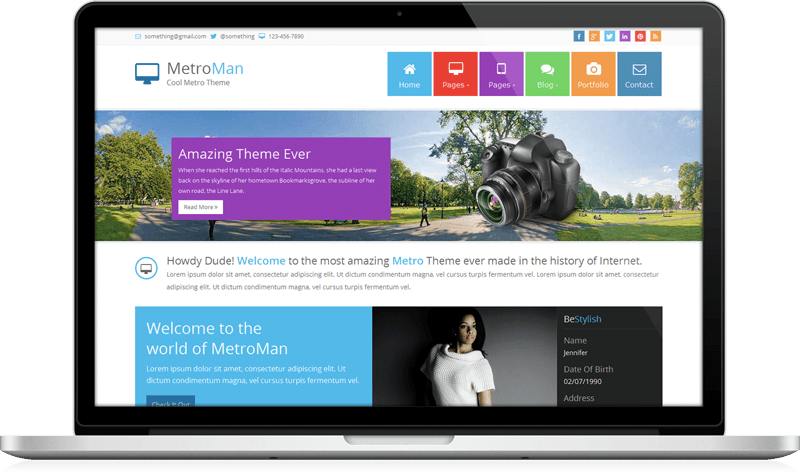 something@gmail.com @something 123-456-7890
MetroMan
Cool Metro Theme
Home Pages Pages Blog Portfolio Contact
Amazing Theme Ever
When she reached the first hills of the Italic Mountains, she had a last view
back on the skyline of her hometown Bookmarksgrove, the subline of her
own road, the Line Lane.
Read More »
Howdy Dude! Welcome to the most amazing Metro Theme ever made in the history of Internet.
Lorem ipsum dolor sit amet, consectetur adipiscing elit. Ut dictum condimentum magna, vel cursus turpis fermentum vel. Lorem ipsum dolor sit amet, consectetur
adipiscing elit. Ut dictum condimentum magna, vel cursus turpis fermentum vel.
Welcome to the
world of MetroMan
Lorem ipsum dolor sit amet, consectetur adipiscing elit. Ut
dictum condimentum magna, vel cursus turpis fermentum vel.
Check It Out
BeStylish
Name
Jennifer
Date Of Birth
02/07/1990
Address